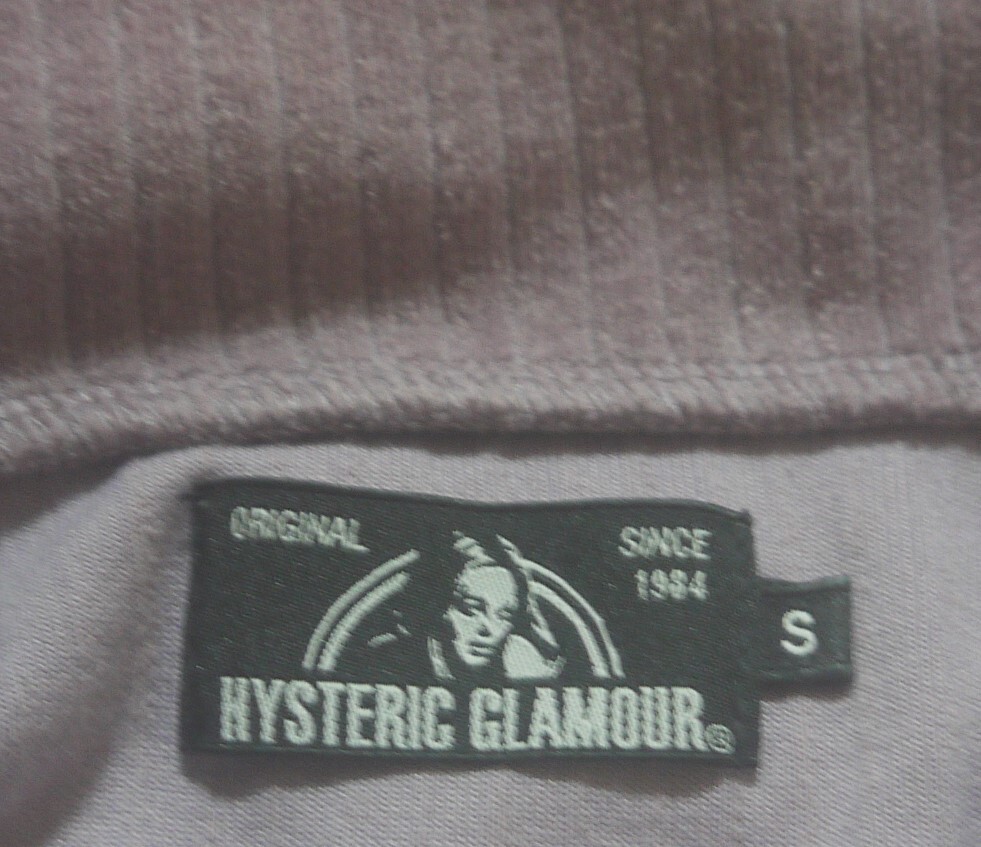 ORIGINAL
SINCE
1984
HYSTERIC GLAMOUR®
S